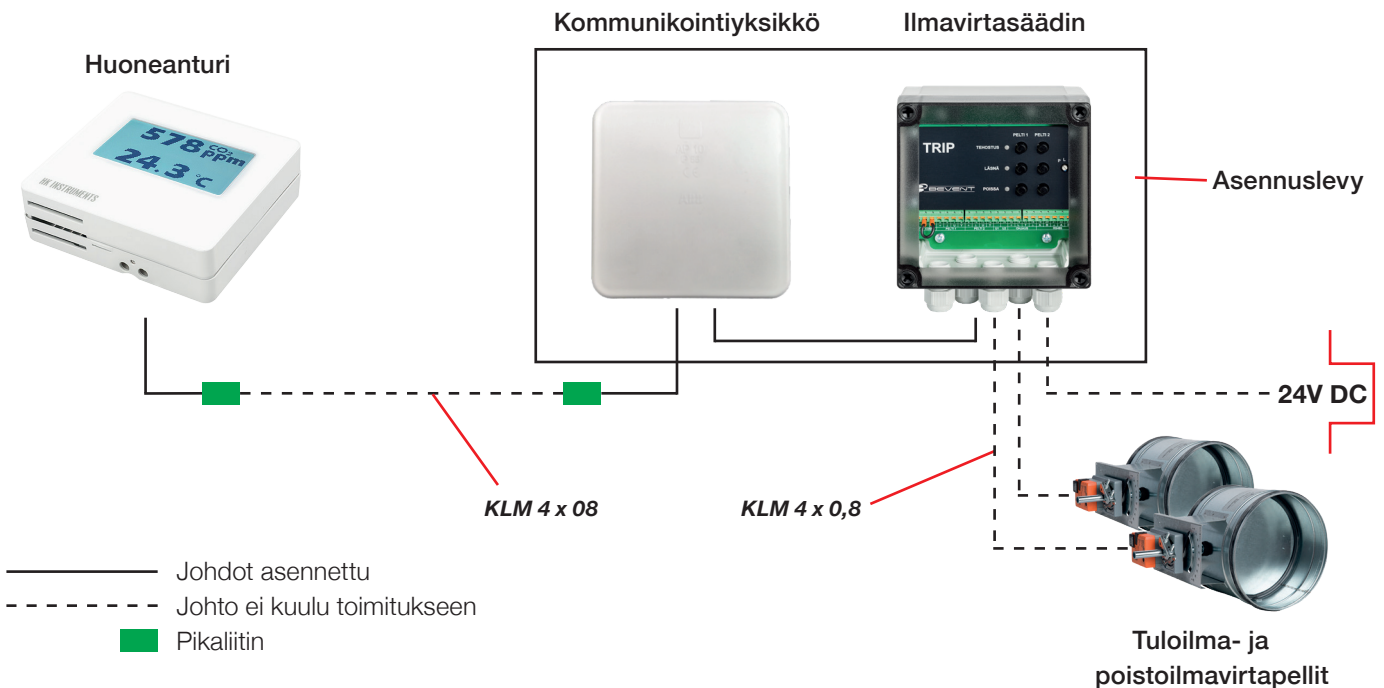 Kommunikointiyksikkö
Ilmavirtasäädin
Huoneanturi
578 CO2 ppm
24.3 °C
HK INSTRUMENTS
PELTI 1 PELTI 2
TRIP
TEHOSTUS
LÄSNÄ
P L
POISSA
BEVENT
Asennuslevy
24V DC
KLM 4 x 08
KLM 4 x 0,8
Johdot asennettu
Johto ei kuulu toimitukseen
Pikaliitin
Tuloilma- ja
poistoilmavirtapellit